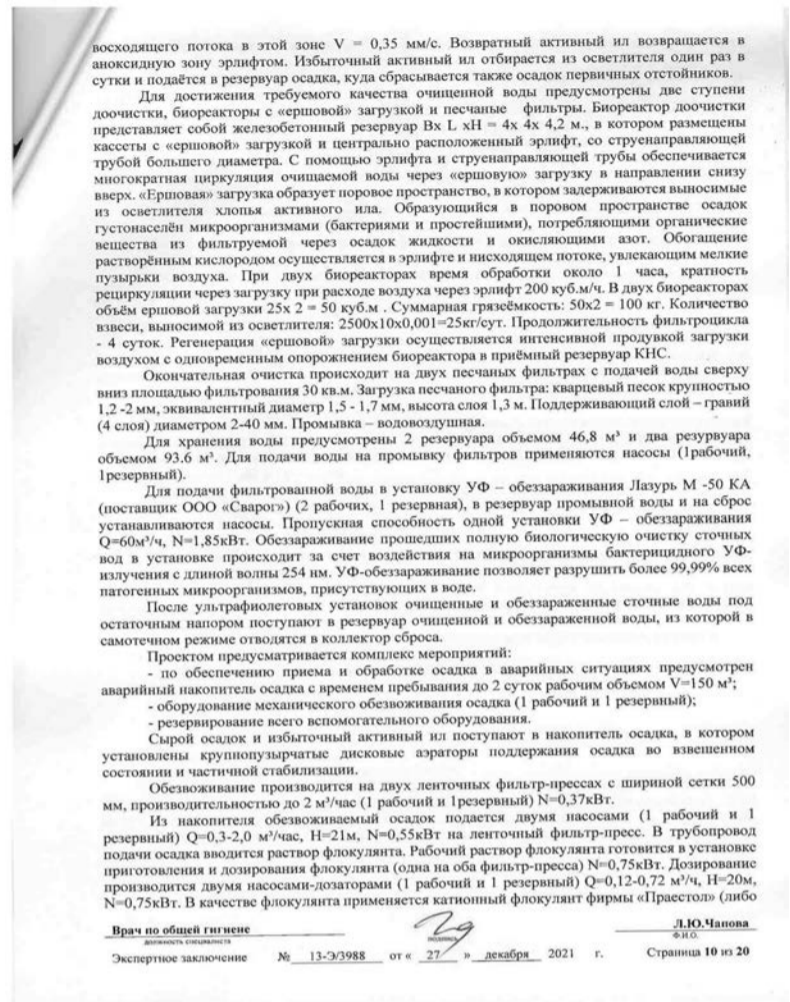 восходящего потока в этой зоне V = 0,35 мм/с. Возвратный активный ил возвращается в
аноксидную зону эрлифтом. Избыточный активный ил отбирается из осветлителя один раз в
сутки и подаётся в резервуар осадка, куда сбрасывается также осадок первичных отстойников.
Для достижения требуемого качества очищенной воды предусмотрены две ступени
доочистки, биореакторы с «ершовой» загрузкой и песчаные фильтры. Биореактор доочистки
представляет собой железобетонный резервуар Вх L хН = 4х 4х 4,2 м., в котором размещены
кассеты с «ершовой» загрузкой и центрально расположенный эрлифт, со струенаправляющей
трубой большего диаметра. С помощью эрлифта и струенаправляющей трубы обеспечивается
многократная циркуляция очищаемой воды через «ершовую» загрузку в направлении снизу
вверх. «Ершовая» загрузка образует поровое пространство, в котором задерживаются выносимые
из осветлителя хлопья активного ила. Образующийся в поровом пространстве осадок
густонаселён микроорганизмами (бактериями и простейшими), потребляющими органические
вещества из фильтруемой через осадок жидкости и окисляющими азот. Обогащение
растворённым кислородом осуществляется в эрлифте и нисходящем потоке, увлекающим мелкие
пузырьки воздуха. При двух биореакторах время обработки около 1 часа, кратность
рециркуляции через загрузку при расходе воздуха через эрлифт 200 куб.м/ч. В двух биореакторах
объём ершовой загрузки 25х 2 = 50 куб.м . Суммарная грязеёмкость: 50х2 = 100 кг. Количество
взвеси, выносимой из осветлителя: 2500х10х0,001=25кг/сут. Продолжительность фильтроцикла
- 4 суток. Регенерация «ершовой» загрузки осуществляется интенсивной продувкой загрузки
воздухом с одновременным опорожнением биореактора в приёмный резервуар КНС.
Окончательная очистка происходит на двух песчаных фильтрах с подачей воды сверху
вниз площадью фильтрования 30 кв.м. Загрузка песчаного фильтра: кварцевый песок крупностью
1,2 -2 мм, эквивалентный диаметр 1,5 - 1,7 мм, высота слоя 1,3 м. Поддерживающий слой – гравий
(4 слоя) диаметром 2-40 мм. Промывка – водовоздушная.
Для хранения воды предусмотрены 2 резервуара объемом 46,8 м³ и два резурвуара
объемом 93.6 м³. Для подачи воды на промывку фильтров применяются насосы (1рабочий,
1резервный).
Для подачи фильтрованной воды в установку УФ – обеззараживания Лазурь М -50 КА
(поставщик ООО «Сварог») (2 рабочих, 1 резервная), в резервуар промывной воды и на сброс
устанавливаются насосы. Пропускная способность одной установки УФ – обеззараживания
Q=60м³/ч, N=1,85кВт. Обеззараживание прошедших полную биологическую очистку сточных
вод в установке происходит за счет воздействия на микроорганизмы бактерицидного УФ-
излучения с длиной волны 254 нм. УФ-обеззараживание позволяет разрушить более 99,99% всех
патогенных микроорганизмов, присутствующих в воде.
После ультрафиолетовых установок очищенные и обеззараженные сточные воды под
остаточным напором поступают в резервуар очищенной и обеззараженной воды, из которой в
самотечном режиме отводятся в коллектор сброса.
Проектом предусматривается комплекс мероприятий:
- по обеспечению приема и обработке осадка в аварийных ситуациях предусмотрен
аварийный накопитель осадка с временем пребывания до 2 суток рабочим объемом V=150 м³;
- оборудование механического обезвоживания осадка (1 рабочий и 1 резервный);
- резервирование всего вспомогательного оборудования.
Сырой осадок и избыточный активный ил поступают в накопитель осадка, в котором
установлены крупнопузырчатые дисковые аэраторы поддержания осадка во взвешенном
состоянии и частичной стабилизации.
Обезвоживание производится на двух ленточных фильтр-прессах с шириной сетки 500
мм, производительностью до 2 м³/час (1 рабочий и 1резервный) N=0,37кВт.
Из накопителя обезвоживаемый осадок подается двумя насосами (1 рабочий и 1
резервный) Q=0,3-2,0 м³/час, Н=21м, N=0,55кВт на ленточный фильтр-пресс. В трубопровод
подачи осадка вводится раствор флокулянта. Рабочий раствор флокулянта готовится в установке
приготовления и дозирования флокулянта (одна на оба фильтр-пресса) N=0,75кВт. Дозирование
производится двумя насосами-дозаторами (1 рабочий и 1 резервный) Q=0,12-0,72 м³/ч, Н=20м,
N=0,75кВт. В качестве флокулянта применяется катионный флокулянт фирмы «Праестол» (либо
Врач по общей гигиене Л.Ю.Чапова
должность специалиста подпись Ф.И.О.
Экспертное заключение № 13-Э/3988 от « 27 » декабря 2021 г. Страница 10 из 20